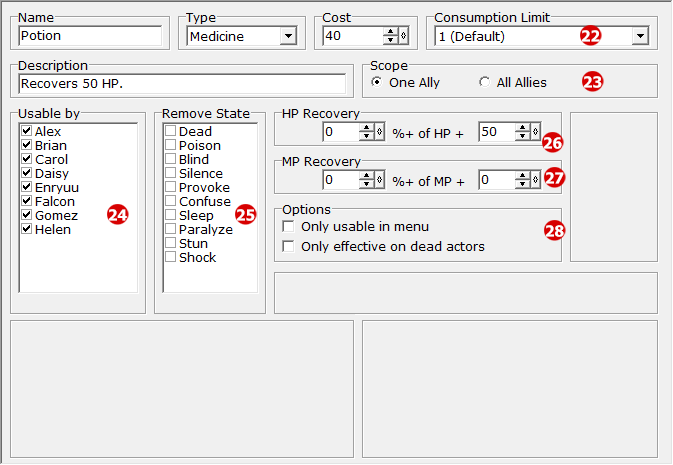 Name
Potion
Type
Medicine
Cost
40
Consumption Limit
1 (Default)
22
Description
Recovers 50 HP.
Scope
One Ally
All Allies
23
Usable by
Alex
Brian
Carol
Daisy
Enryuu
Falcon
Gomez
Helen
24
Remove State
Dead
Poison
Blind
Silence
Provoke
Confuse
Sleep
Paralyze
Stun
Shock
25
HP Recovery
0 %+ of HP + 50
26
MP Recovery
0 %+ of MP + 0
27
Options
Only usable in menu
Only effective on dead actors
28